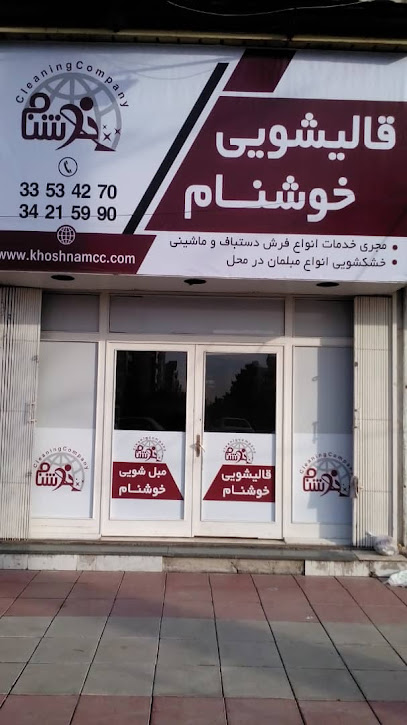 CleaningCompany
خوشنام
قالیشویی
خوشنام
33 53 42 70
34 21 59 90
www.khoshnamcc.com
• مجری خدمات انواع فرش دستباف و ماشینی
• خشکشویی انواع مبلمان در محل
CleaningCompany
خوشنام
CleaningCompany
خوشنام
مبل شویی
خوشنام
CleaningCompany
خوشنام
قالیشویی
خوشنام
CleaningCompany
خوشنام